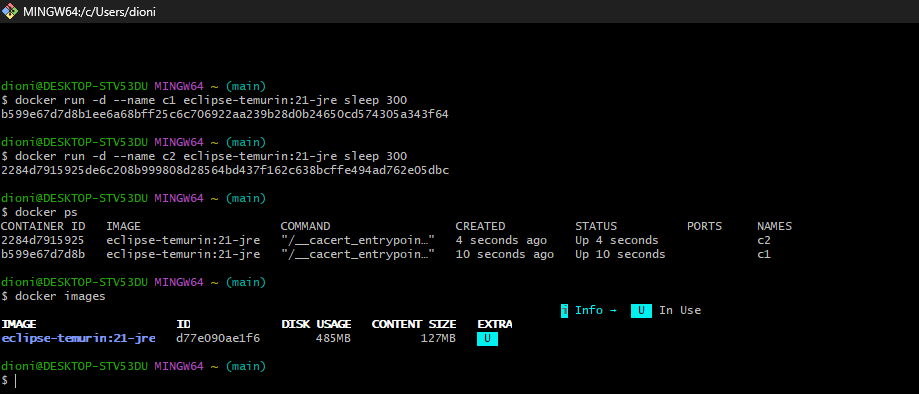 MINGW64:/c/Users/dioni
dioni@DESKTOP-STV53DU MINGW64 ~ (main)
$ docker run -d --name c1 eclipse-temurin:21-jre sleep 300
b599e67d7d8b1ee6a68bff25c6c706922aa239b28d0b24650cd574305a343f64
dioni@DESKTOP-STV53DU MINGW64 ~ (main)
$ docker run -d --name c2 eclipse-temurin:21-jre sleep 300
2284d7915925de6c208b999808d28564bd437f162c638bcffe494ad762e05dbc
dioni@DESKTOP-STV53DU MINGW64 ~ (main)
$ docker ps
CONTAINER ID   IMAGE                    COMMAND                  CREATED          STATUS          PORTS     NAMES
2284d7915925   eclipse-temurin:21-jre   "/__cacert_entrypoin…"   4 seconds ago    Up 4 seconds              c2
b599e67d7d8b   eclipse-temurin:21-jre   "/__cacert_entrypoin…"   10 seconds ago   Up 10 seconds             c1
dioni@DESKTOP-STV53DU MINGW64 ~ (main)
$ docker images
i Info → U In Use
IMAGE                    ID             DISK USAGE   CONTENT SIZE   EXTRA
eclipse-temurin:21-jre   d77e090ae1f6        485MB          127MB    U
dioni@DESKTOP-STV53DU MINGW64 ~ (main)
$